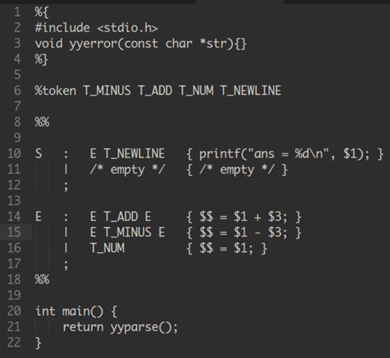 1 %{
2 #include <stdio.h>
3 void yyerror(const char *str){}
4 %}
5
6 %token T_MINUS T_ADD T_NUM T_NEWLINE
7
8 %%
9
10 S   :   E T_NEWLINE   { printf("ans = %d\n", $1); }
11     |   /* empty */   { /* empty */ }
12     ;
13
14 E   :   E T_ADD E     { $$ = $1 + $3; }
15     |   E T_MINUS E   { $$ = $1 - $3; }
16     |   T_NUM         { $$ = $1; }
17     ;
18 %%
19
20 int main() {
21     return yyparse();
22 }